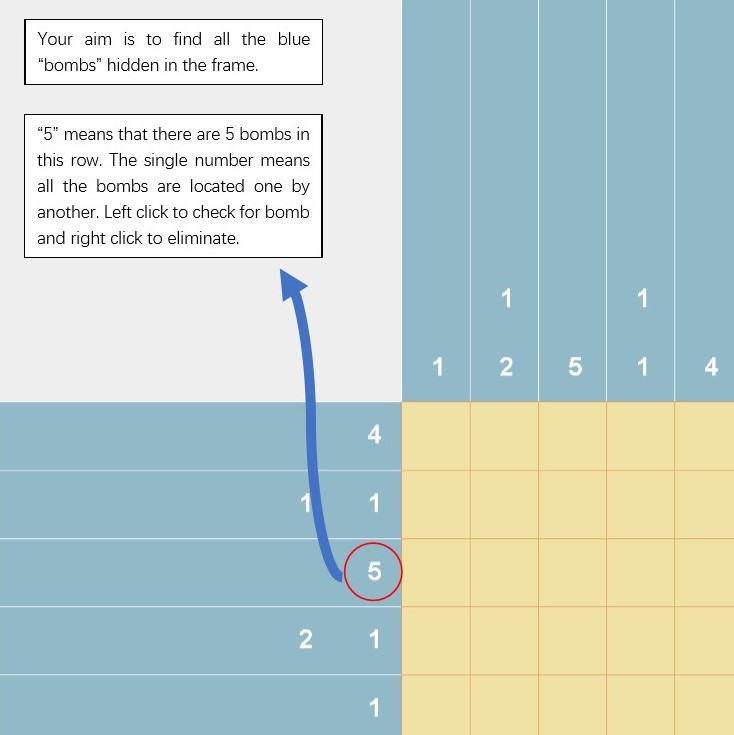 Your aim is to find all the blue
“bombs” hidden in the frame.
“5” means that there are 5 bombs in
this row. The single number means
all the bombs are located one by
another. Left click to check for bomb
and right click to eliminate.
1 1
1 2 5 1 4
4
1 1
5
2 1
1